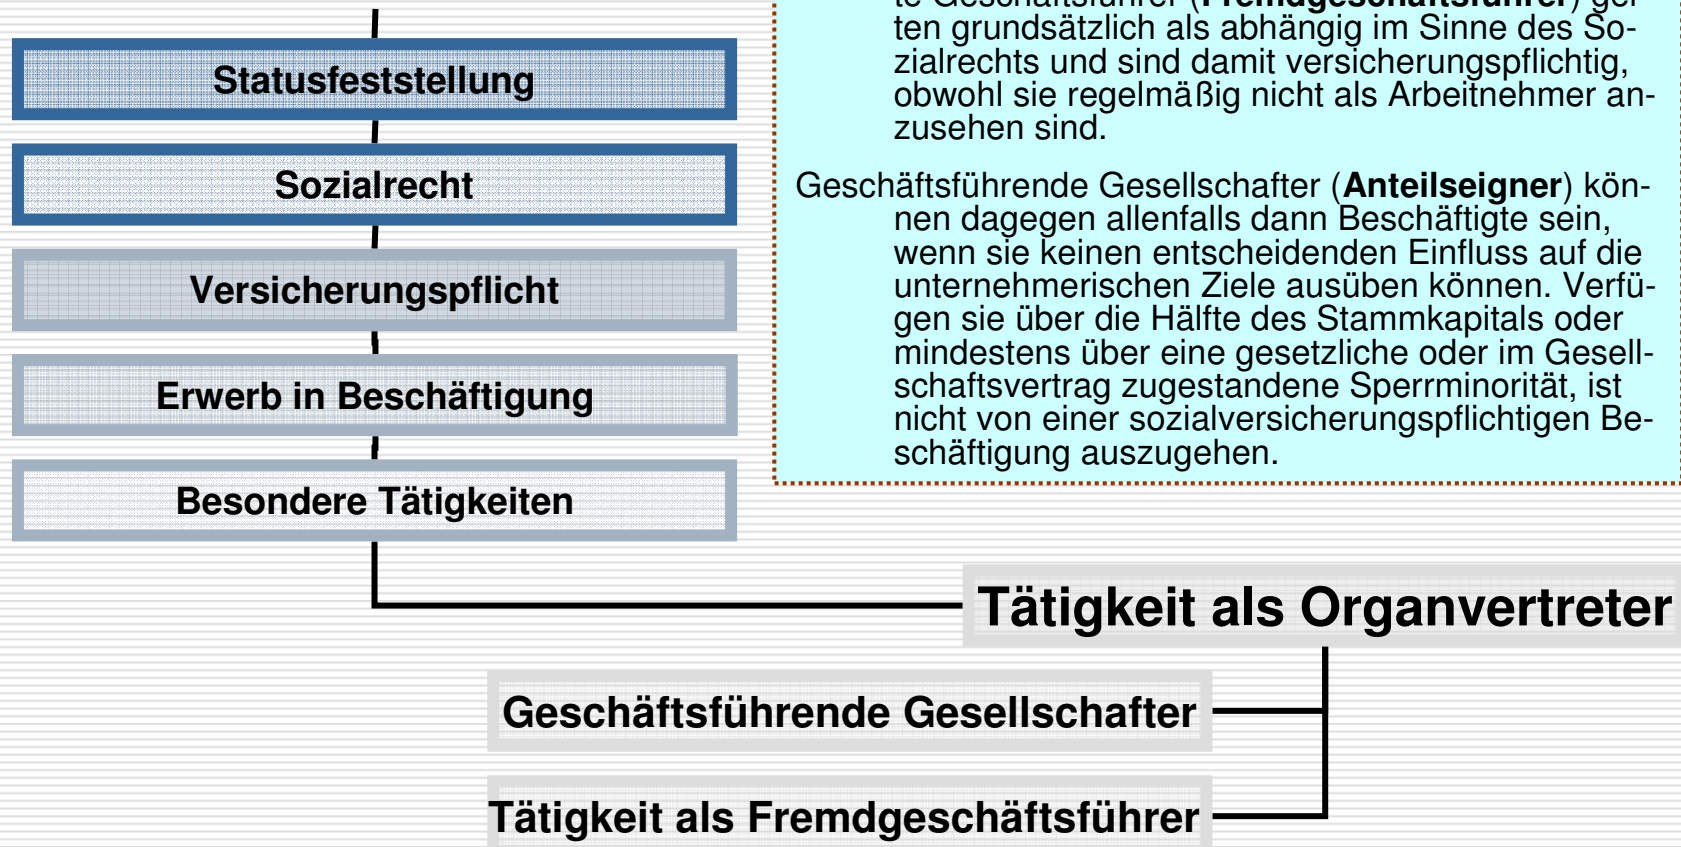 Statusfeststellung
Sozialrecht
Versicherungspflicht
Erwerb in Beschäftigung
Besondere Tätigkeiten
te Geschäftsführer (Fremdgeschäftsführer) gel-
ten grundsätzlich als abhängig im Sinne des So-
zialrechts und sind damit versicherungspflichtig,
obwohl sie regelmäßig nicht als Arbeitnehmer an-
zusehen sind.
Geschäftsführende Gesellschafter (Anteilseigner) kön-
nen dagegen allenfalls dann Beschäftigte sein,
wenn sie keinen entscheidenden Einfluss auf die
unternehmerischen Ziele ausüben können. Verfü-
gen sie über die Hälfte des Stammkapitals oder
mindestens über eine gesetzliche oder im Gesell-
schaftsvertrag zugestandene Sperrminorität, ist
nicht von einer sozialversicherungspflichtigen Be-
schäftigung auszugehen.
Tätigkeit als Organvertreter
Geschäftsführende Gesellschafter
Tätigkeit als Fremdgeschäftsführer